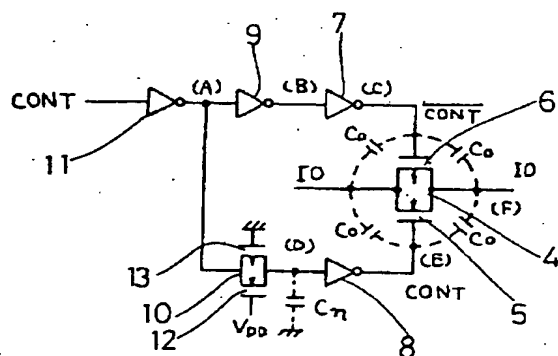 9
7
(A)
(B)
(C)
CONT
CONT
6
11
Co
Co
IO
IO
(F)
13
(D)
Co
Co
4
(E)
10
CONT
5
12
Cn
VDD
8